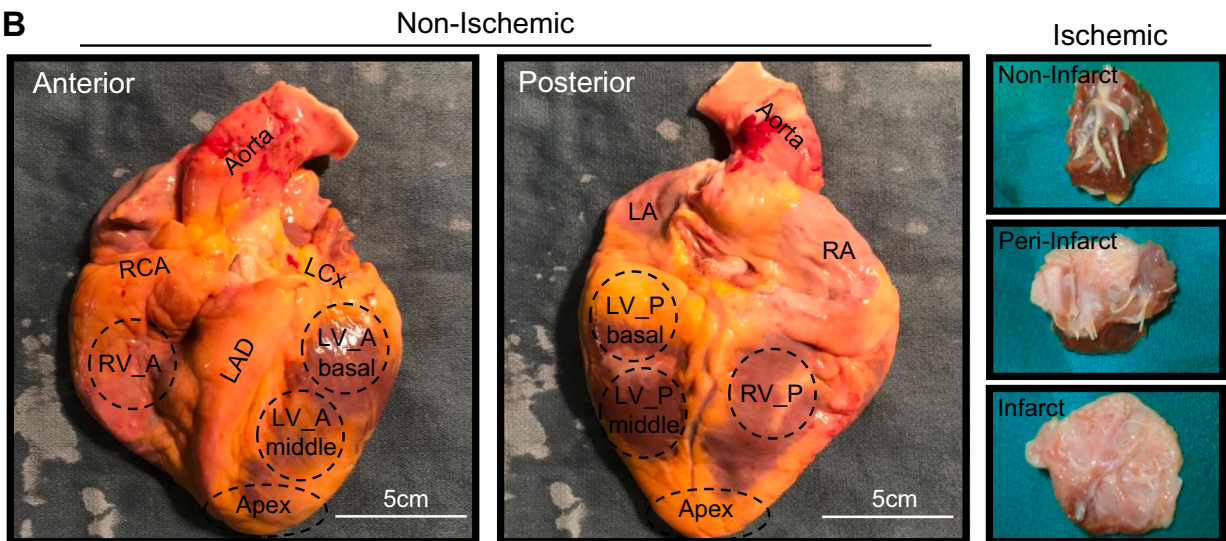 B
Non-Ischemic
Ischemic
Anterior
Aorta
RCA
LCx
RV_A
LAD
LV_A
basal
LV_A
middle
Apex
5cm
Posterior
Aorta
LA
RA
LV_P
basal
LV_P
middle
RV_P
Apex
5cm
Non-Infarct
Peri-Infarct
Infarct